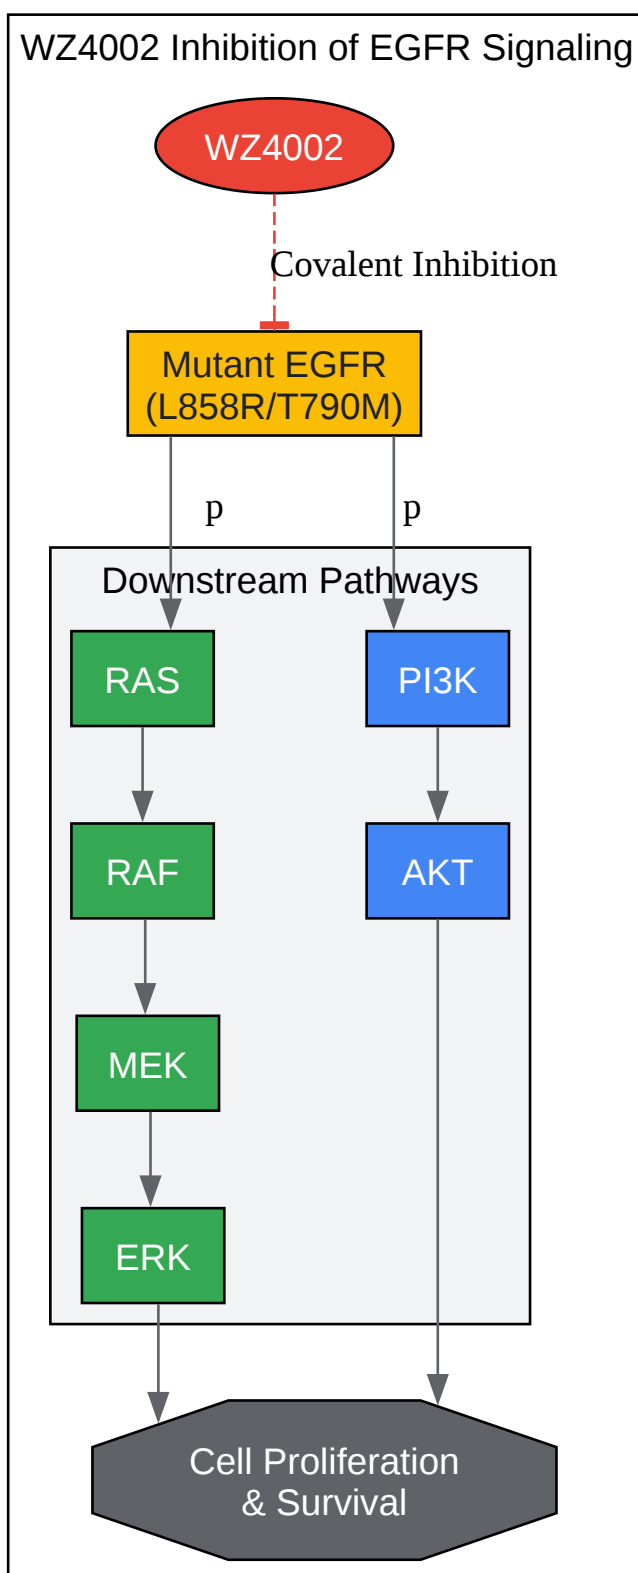 WZ4002 Inhibition of EGFR Signaling
WZ4002
Covalent Inhibition
Mutant EGFR
(L858R/T790M)
p
p
Downstream Pathways
RAS
PI3K
RAF
AKT
MEK
ERK
Cell Proliferation
& Survival